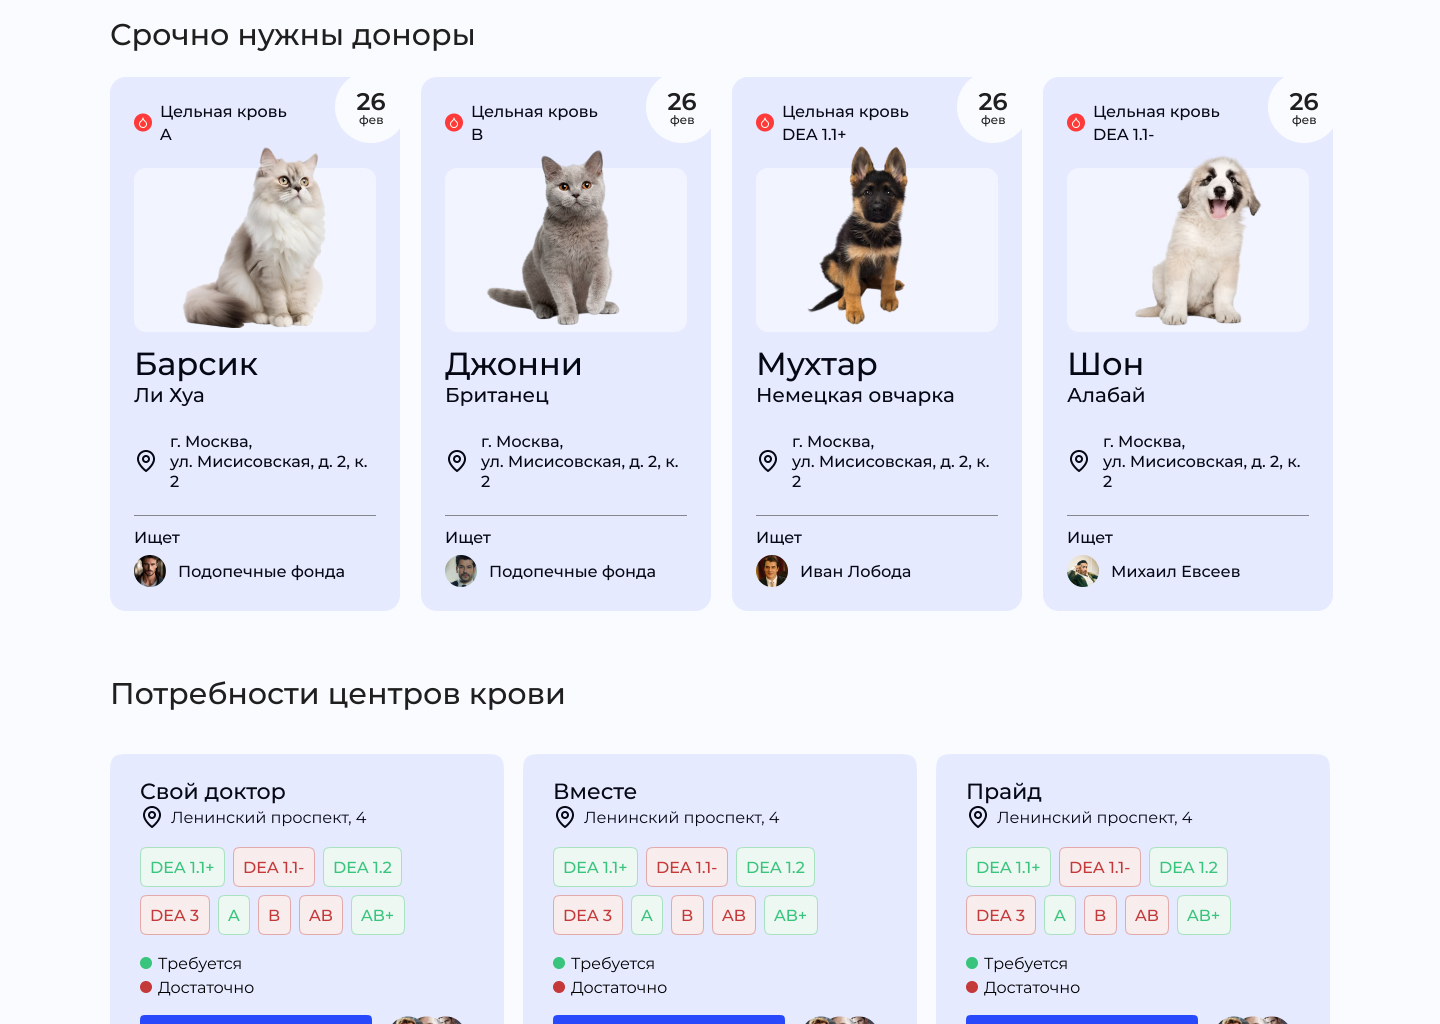 Срочно нужны доноры
Цельная кровь
A
26
фев
Цельная кровь
B
26
фев
Цельная кровь
DEA 1.1+
26
фев
Цельная кровь
DEA 1.1-
26
фев
Барсик
Ли Хуа
г. Москва,
ул. Мисисовская, д. 2, к.
2
Ищет
Подопечные фонда
Джонни
Британец
г. Москва,
ул. Мисисовская, д. 2, к.
2
Ищет
Подопечные фонда
Мухтар
Немецкая овчарка
г. Москва,
ул. Мисисовская, д. 2, к.
2
Ищет
Иван Лобода
Шон
Алабай
г. Москва,
ул. Мисисовская, д. 2, к.
2
Ищет
Михаил Евсеев
Потребности центров крови
Свой доктор
Ленинский проспект, 4
DEA 1.1+ DEA 1.1- DEA 1.2
DEA 3 A B AB AB+
Требуется
Достаточно
Вместе
Ленинский проспект, 4
DEA 1.1+ DEA 1.1- DEA 1.2
DEA 3 A B AB AB+
Требуется
Достаточно
Прайд
Ленинский проспект, 4
DEA 1.1+ DEA 1.1- DEA 1.2
DEA 3 A B AB AB+
Требуется
Достаточно